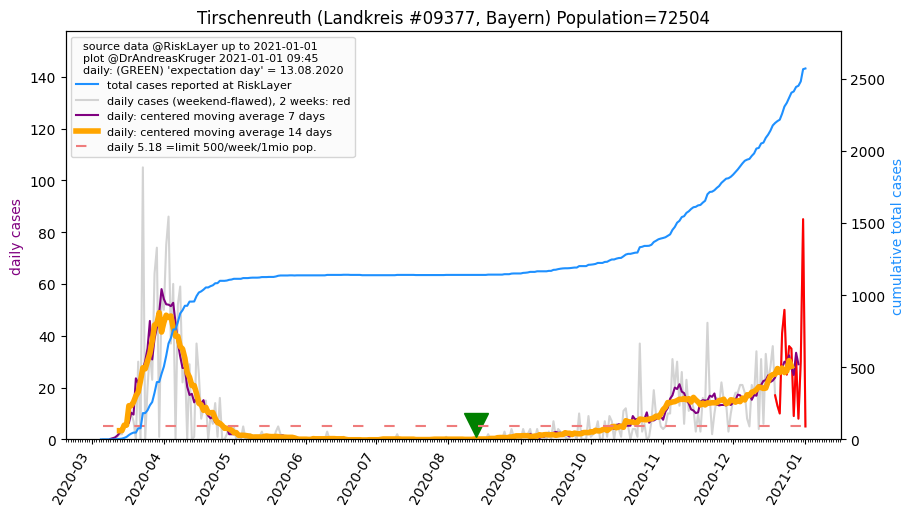 Tirschenreuth (Landkreis #09377, Bayern) Population=72504
source data @RiskLayer up to 2021-01-01
plot @DrAndreasKruger 2021-01-01 09:45
daily: (GREEN) 'expectation day' = 13.08.2020
total cases reported at RiskLayer
daily cases (weekend-flawed), 2 weeks: red
daily: centered moving average 7 days
daily: centered moving average 14 days
daily 5.18 =limit 500/week/1mio pop.
daily cases
140
120
100
80
60
40
20
0
2500
2000
1500
1000
500
0
cumulative total cases
2020-03
2020-04
2020-05
2020-06
2020-07
2020-08
2020-09
2020-10
2020-11
2020-12
2021-01